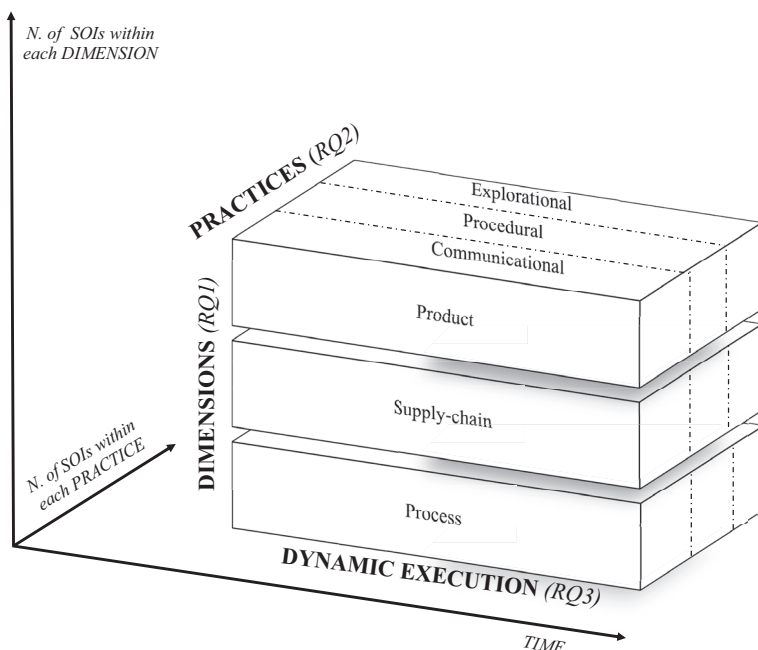 N. of SOIs within
each DIMENSION
PRACTICES (RQ2)
Explorational
Procedural
Communicational
Product
DIMENSIONS (RQ1)
Supply-chain
N. of SOIs within
each PRACTICE
Process
DYNAMIC EXECUTION (RQ3)
TIME